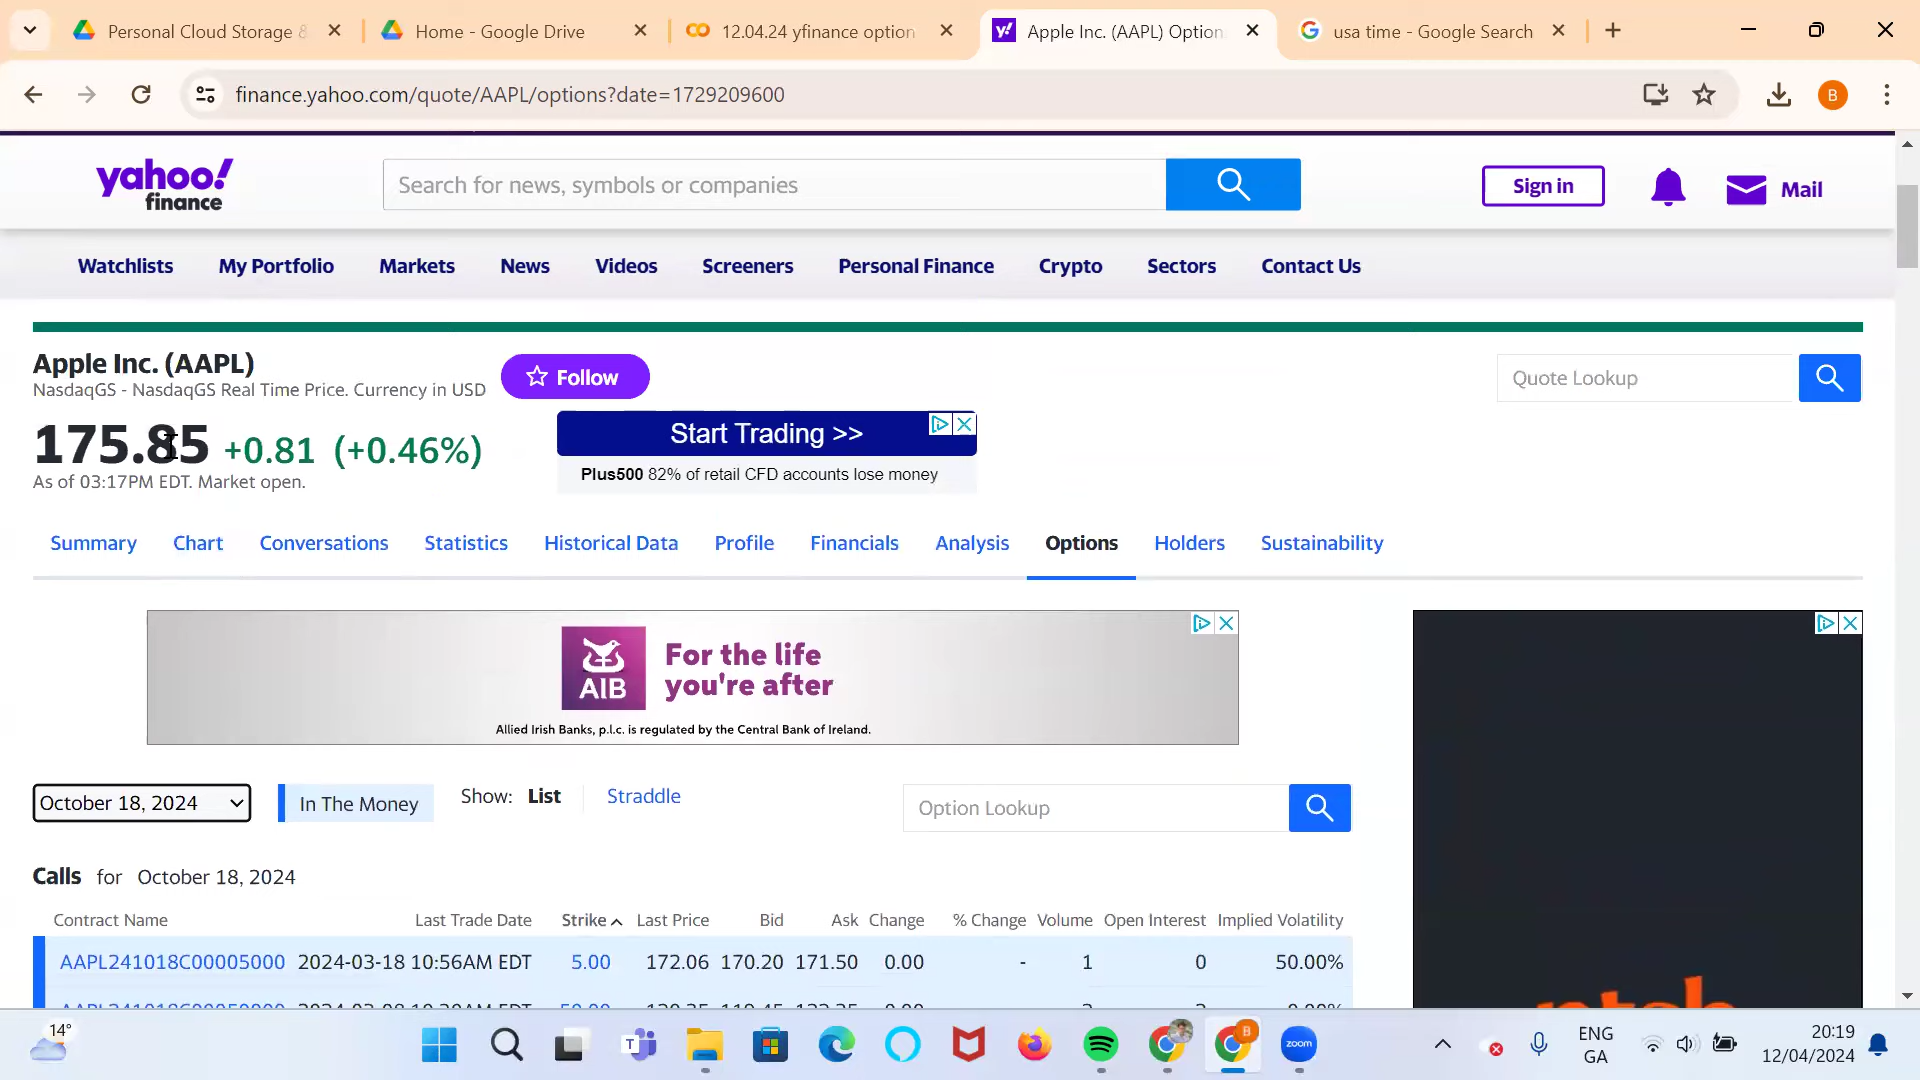 Personal Cloud Storage &
Home - Google Drive
12.04.24 yfinance option
Apple Inc. (AAPL) Option
usa time - Google Search
finance.yahoo.com/quote/AAPL/options?date=1729209600
B
yahoo!
finance
Search for news, symbols or companies
Sign in
Mail
Watchlists
My Portfolio
Markets
News
Videos
Screeners
Personal Finance
Crypto
Sectors
Contact Us
Apple Inc. (AAPL)
NasdaqGS - NasdaqGS Real Time Price. Currency in USD
Follow
Quote Lookup
175.85 +0.81 (+0.46%)
As of 03:17PM EDT. Market open.
Start Trading >>
Plus500 82% of retail CFD accounts lose money
Summary
Chart
Conversations
Statistics
Historical Data
Profile
Financials
Analysis
Options
Holders
Sustainability
AIB
For the life
you're after
Allied Irish Banks, p.l.c. is regulated by the Central Bank of Ireland.
October 18, 2024
In The Money
Show: List
Straddle
Option Lookup
Calls for October 18, 2024
Contract Name Last Trade Date Strike Last Price Bid Ask Change % Change Volume Open Interest Implied Volatility
AAPL241018C00005000 2024-03-18 10:56AM EDT 5.00 172.06 170.20 171.50 0.00 - 1 0 50.00%
14°
zoom
ENG
GA
20:19
12/04/2024